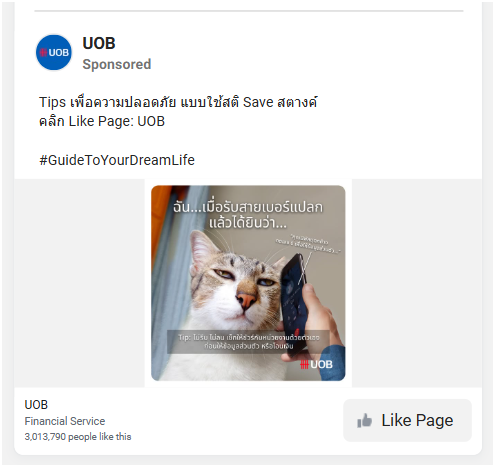 UOB
UOB
Sponsored
Tips เพื่อความปลอดภัย แบบใช้สติ Save สตางค์
คลิก Like Page: UOB
#GuideToYourDreamLife
ฉัน...เมื่อรับสายเบอร์แปลก
แล้วได้ยินว่า...
Tip: ไม่รีบ ไม่ลน เช็กให้ชัวร์กับหน่วยงานด้วยตัวเอง
ก่อนให้ข้อมูลส่วนตัว หรือโอนเงิน
UOB
UOB
Financial Service
3,013,790 people like this
Like Page